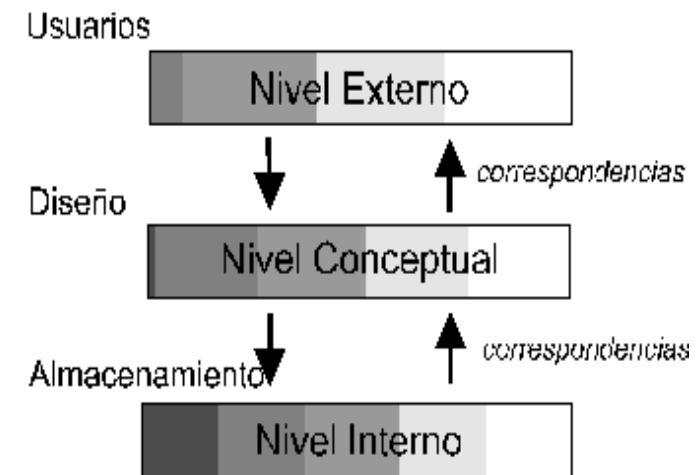 Usuarios
Nivel Externo
correspondencias
Diseño
Nivel Conceptual
correspondencias
Almacenamiento
Nivel Interno